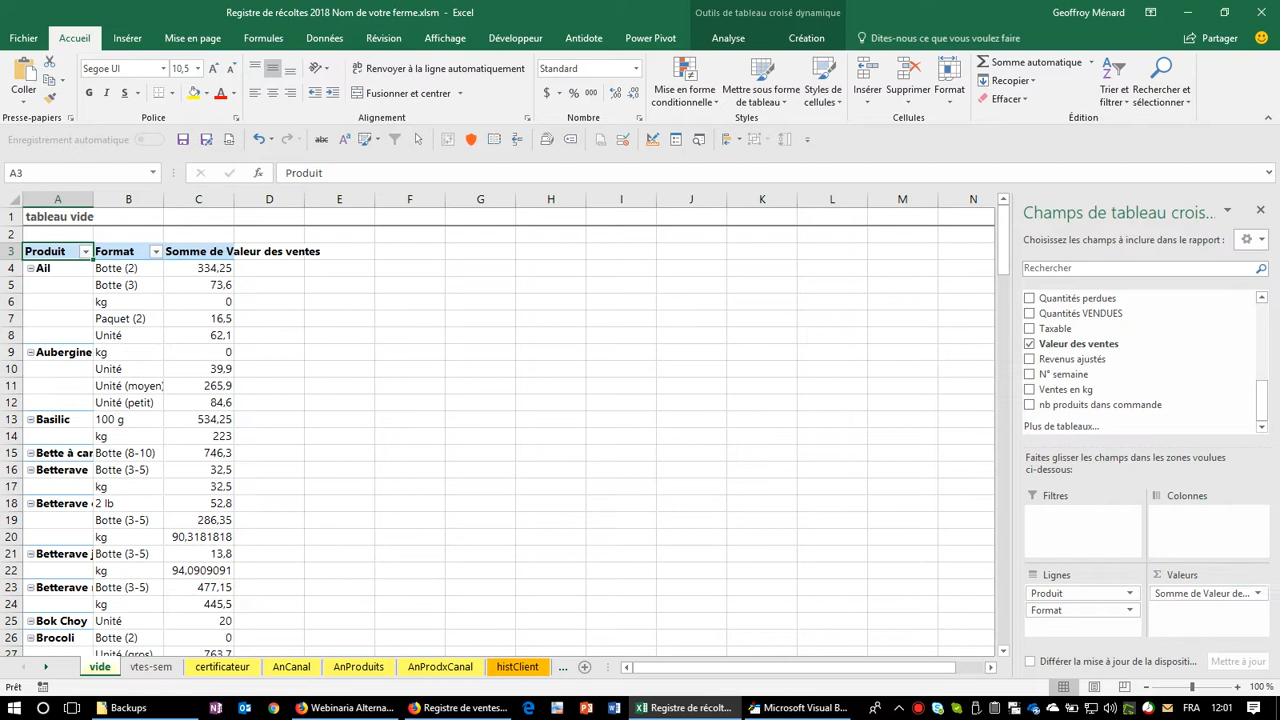 Registre de récoltes 2018 Nom de votre ferme.xlsm - Excel
Outils de tableau croisé dynamique
Geoffroy Ménard
Fichier Accueil Insérer Mise en page Formules Données Révision Affichage Développeur Antidote Power Pivot Analyse Création Dites-nous ce que vous voulez faire Partager
Coller
Segoe UI 10,5
G I S
Renvoyer à la ligne automatiquement
Fusionner et centrer
Standard
$ % 000
Mise en forme conditionnelle
Mettre sous forme de tableau
Styles de cellules
Insérer Supprimer Format
Somme automatique
Recopier
Effacer
Trier et filtrer
Rechercher et sélectionner
Presse-papiers Police Alignement Nombre Styles Cellules Édition
Enregistrement automatique
A3 Produit
A B C D E F G H I J K L M N
1 tableau vide
2
3 Produit Format Somme de Valeur des ventes
4 Ail Botte (2) 334,25
5 Botte (3) 73,6
6 kg 0
7 Paquet (2) 16,5
8 Unité 62,1
9 Aubergine kg 0
10 Unité 39,9
11 Unité (moyen) 265,9
12 Unité (petit) 84,6
13 Basilic 100 g 534,25
14 kg 223
15 Bette à car Botte (8-10) 746,3
16 Betterave Botte (3-5) 32,5
17 kg 32,5
18 Betterave 2 lb 52,8
19 Botte (3-5) 286,35
20 kg 90,3181818
21 Betterave j Botte (3-5) 13,8
22 kg 94,0909091
23 Betterave Botte (3-5) 477,15
24 kg 445,5
25 Bok Choy Unité 20
26 Brocoli Botte (2) 0
27 Unité (gros) 763,7
Champs de tableau crois...
Choisissez les champs à inclure dans le rapport :
Rechercher
Quantités perdues
Quantités VENDUES
Taxable
Valeur des ventes
Revenus ajustés
N° semaine
Ventes en kg
nb produits dans commande
Plus de tableaux...
Faites glisser les champs dans les zones voulues
ci-dessous:
Filtres Colonnes
Lignes Valeurs
Produit Somme de Valeur de...
Format
Différer la mise à jour de la dispositi... Mettre à jour
vide vtes-sem certificateur AnCanal AnProduits AnProdxCanal histClient ...
Prêt 100 %
Backups Webinaria Alterna... Registre de ventes... Registre de récolt... Microsoft Visual B... FRA 12:01